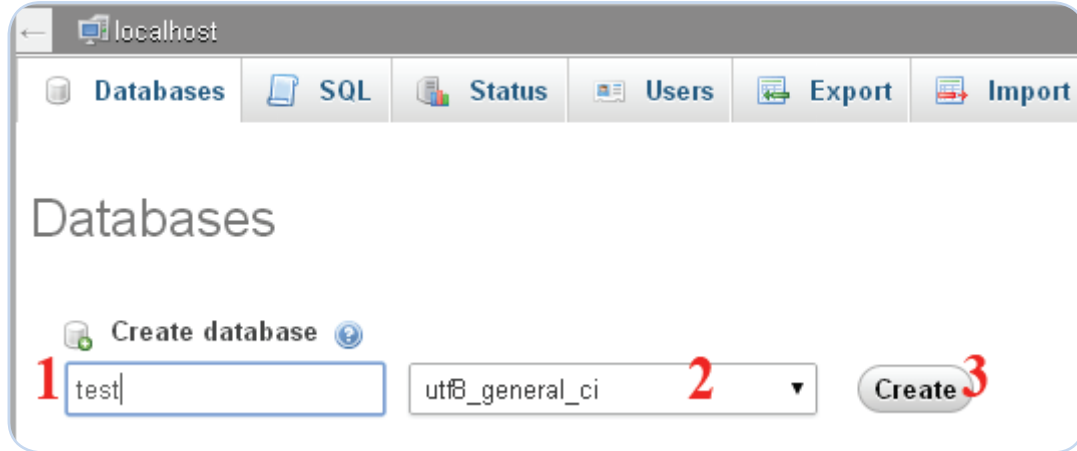 localhost
Databases SQL Status Users Export Import
Databases
Create database
1 test utf8_general_ci 2 Create 3